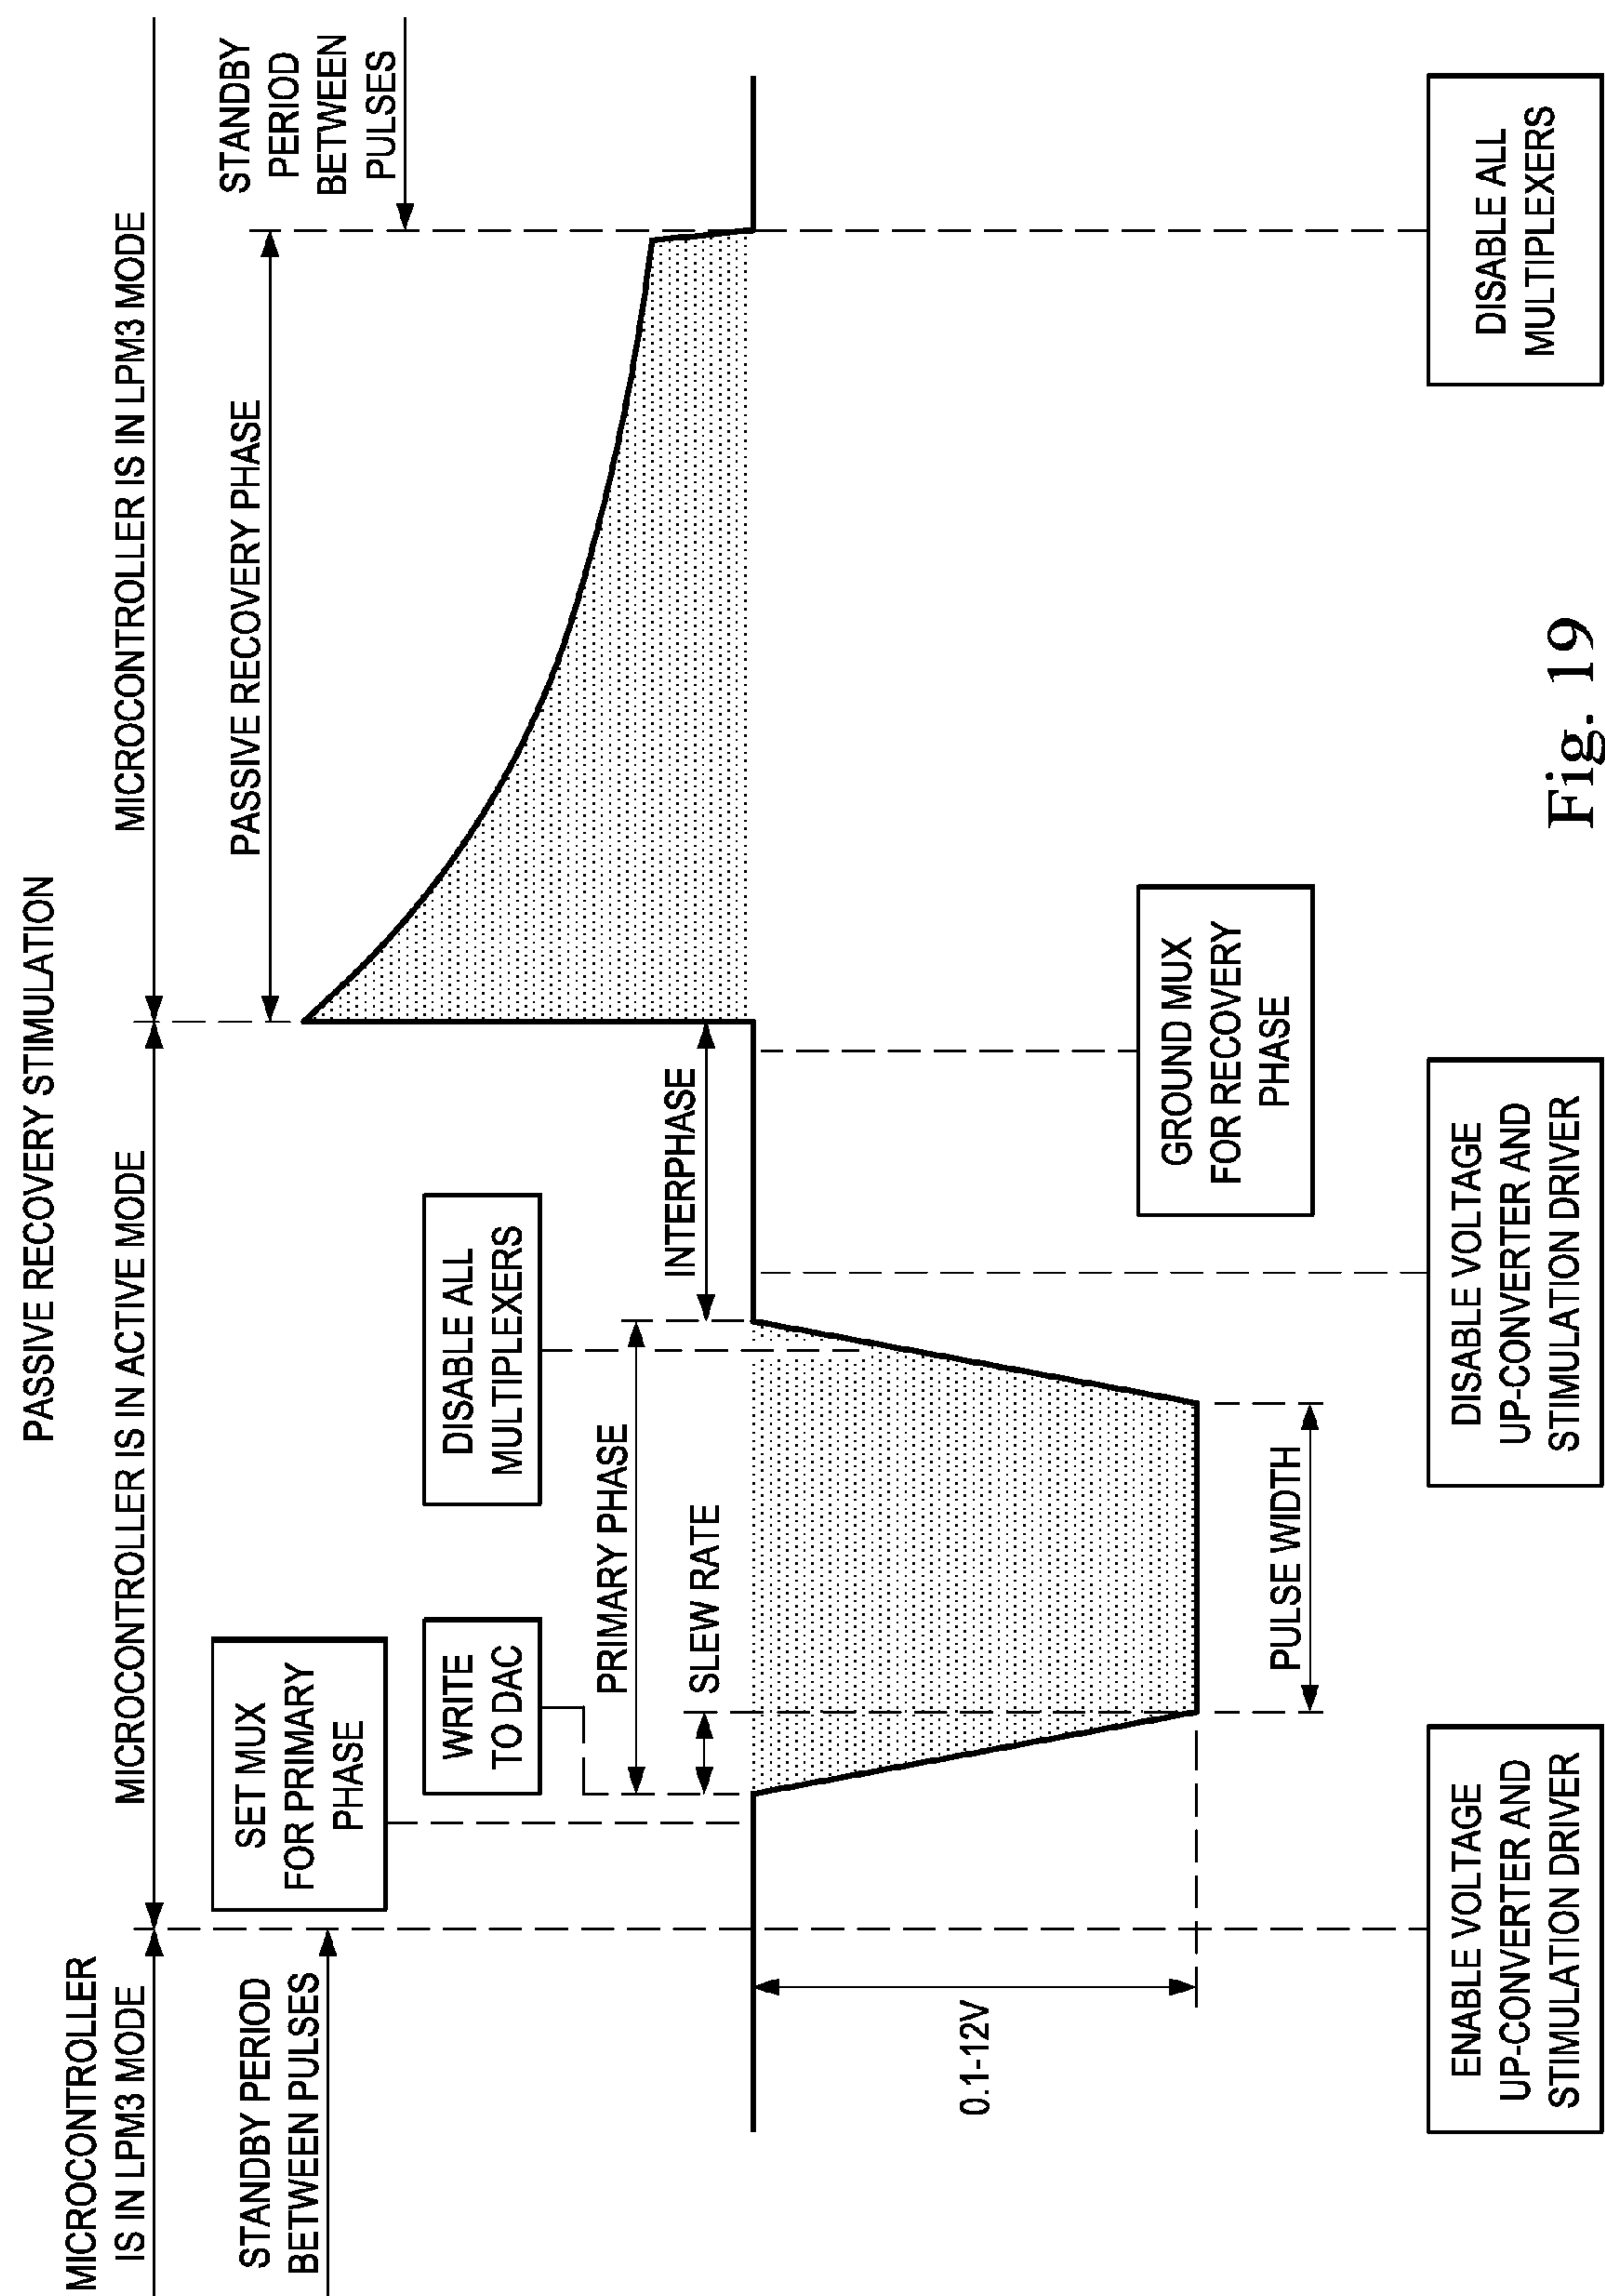 PASSIVE RECOVERY STIMULATION
MICROCONTROLLER
IS IN LPM3 MODE
MICROCONTROLLER IS IN ACTIVE MODE
MICROCONTROLLER IS IN LPM3 MODE
STANDBY PERIOD
BETWEEN PULSES
SET MUX
FOR PRIMARY
PHASE
PASSIVE RECOVERY PHASE
STANDBY
PERIOD
BETWEEN
PULSES
WRITE
TO DAC
DISABLE ALL
MULTIPLEXERS
PRIMARY PHASE
SLEW RATE
INTERPHASE
0.1-12V
PULSE WIDTH
GROUND MUX
FOR RECOVERY
PHASE
ENABLE VOLTAGE
UP-CONVERTER AND
STIMULATION DRIVER
DISABLE VOLTAGE
UP-CONVERTER AND
STIMULATION DRIVER
DISABLE ALL
MULTIPLEXERS
Fig. 19